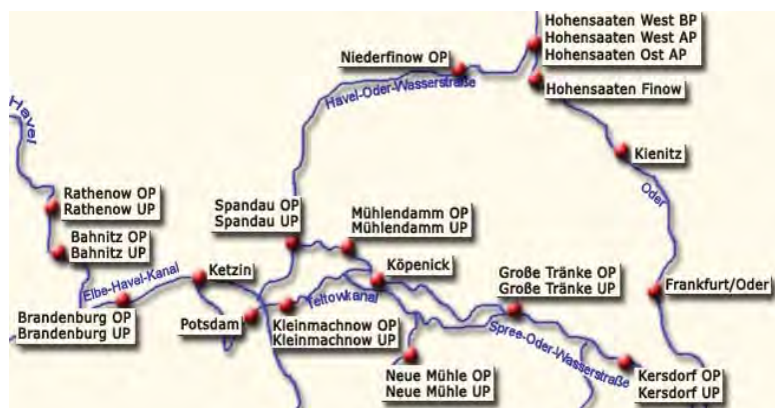 Hohensaaten West BP
Hohensaaten West AP
Hohensaaten Ost AP
Niederfinow OP
Havel-Oder-Wasserstraße
Hohensaaten Finow
Havel
Kienitz
Oder
Rathenow OP
Rathenow UP
Spandau OP
Spandau UP
Mühlendamm OP
Mühlendamm UP
Bahnitz OP
Bahnitz UP
Elbe-Havel-Kanal
Ketzin
Köpenick
Große Tränke OP
Große Tränke UP
Frankfurt/Oder
Teltowkanal
Brandenburg OP
Brandenburg UP
Potsdam
Kleinmachnow OP
Kleinmachnow UP
Spree-Oder-Wasserstraße
Neue Mühle OP
Neue Mühle UP
Kersdorf OP
Kersdorf UP